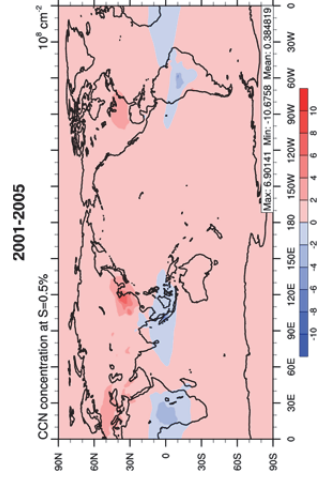 2001-2005
CCN concentration at S=0.5% 10⁸ cm⁻²
90N
60N
30N
0
30S
60S
90S
Max: 6.90141 Min: -10.6758 Mean: 0.384819
0 30E 60E 90E 120E 150E 180 150W 120W 90W 60W 30W 0
-10 -8 -6 -4 -2 0 2 4 6 8 10